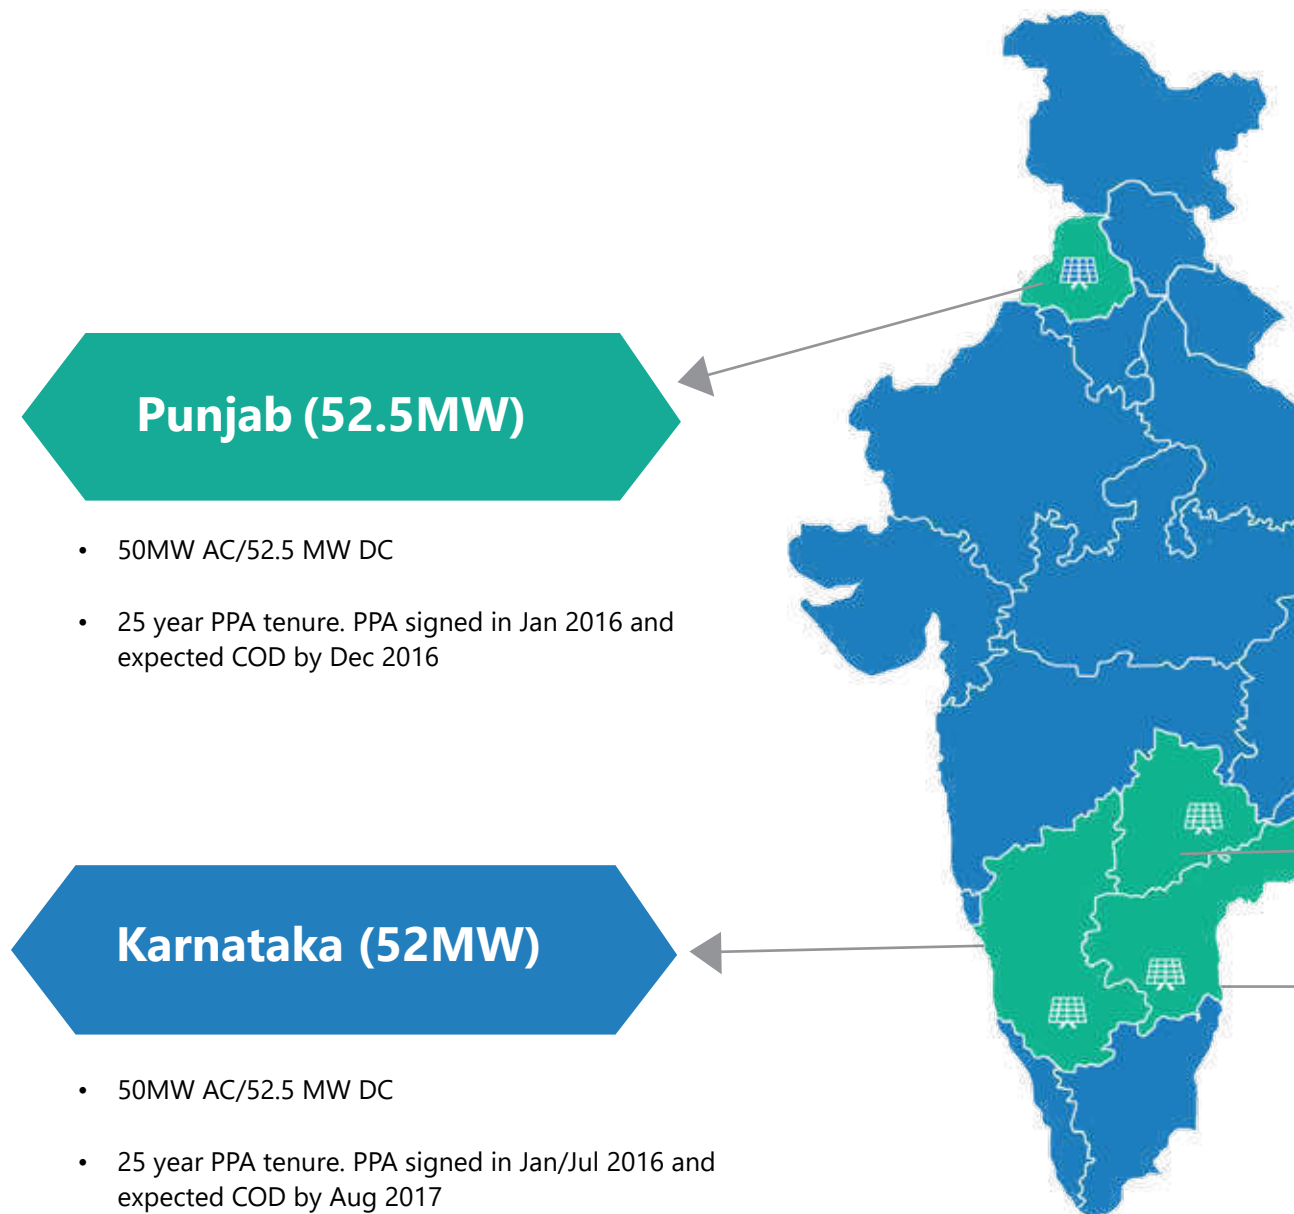 Punjab (52.5MW)
• 50MW AC/52.5 MW DC
• 25 year PPA tenure. PPA signed in Jan 2016 and
expected COD by Dec 2016
Karnataka (52MW)
• 50MW AC/52.5 MW DC
• 25 year PPA tenure. PPA signed in Jan/Jul 2016 and
expected COD by Aug 2017